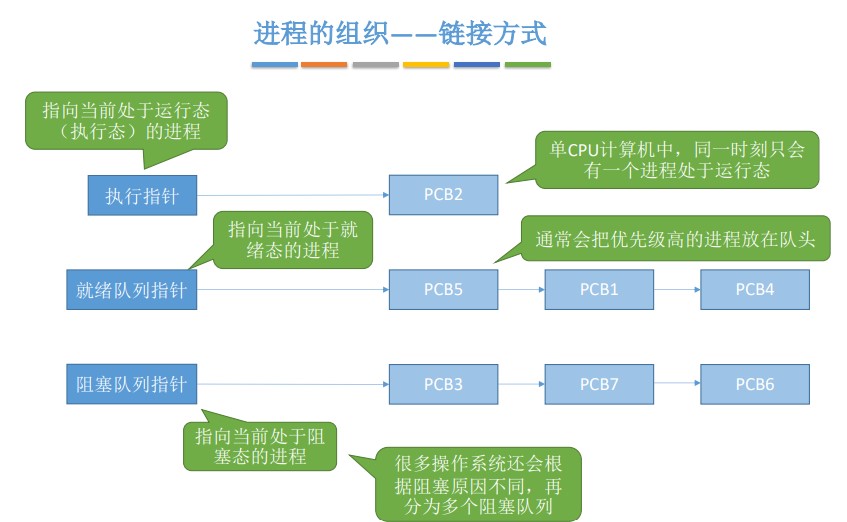 进程的组织——链接方式
指向当前处于运行态
（执行态）的进程
单CPU计算机中，同一时刻只会
有一个进程处于运行态
执行指针
PCB2
指向当前处于就
绪态的进程
通常会把优先级高的进程放在队头
就绪队列指针
PCB5
PCB1
PCB4
阻塞队列指针
PCB3
PCB7
PCB6
指向当前处于阻
塞态的进程
很多操作系统还会根
据阻塞原因不同，再
分为多个阻塞队列